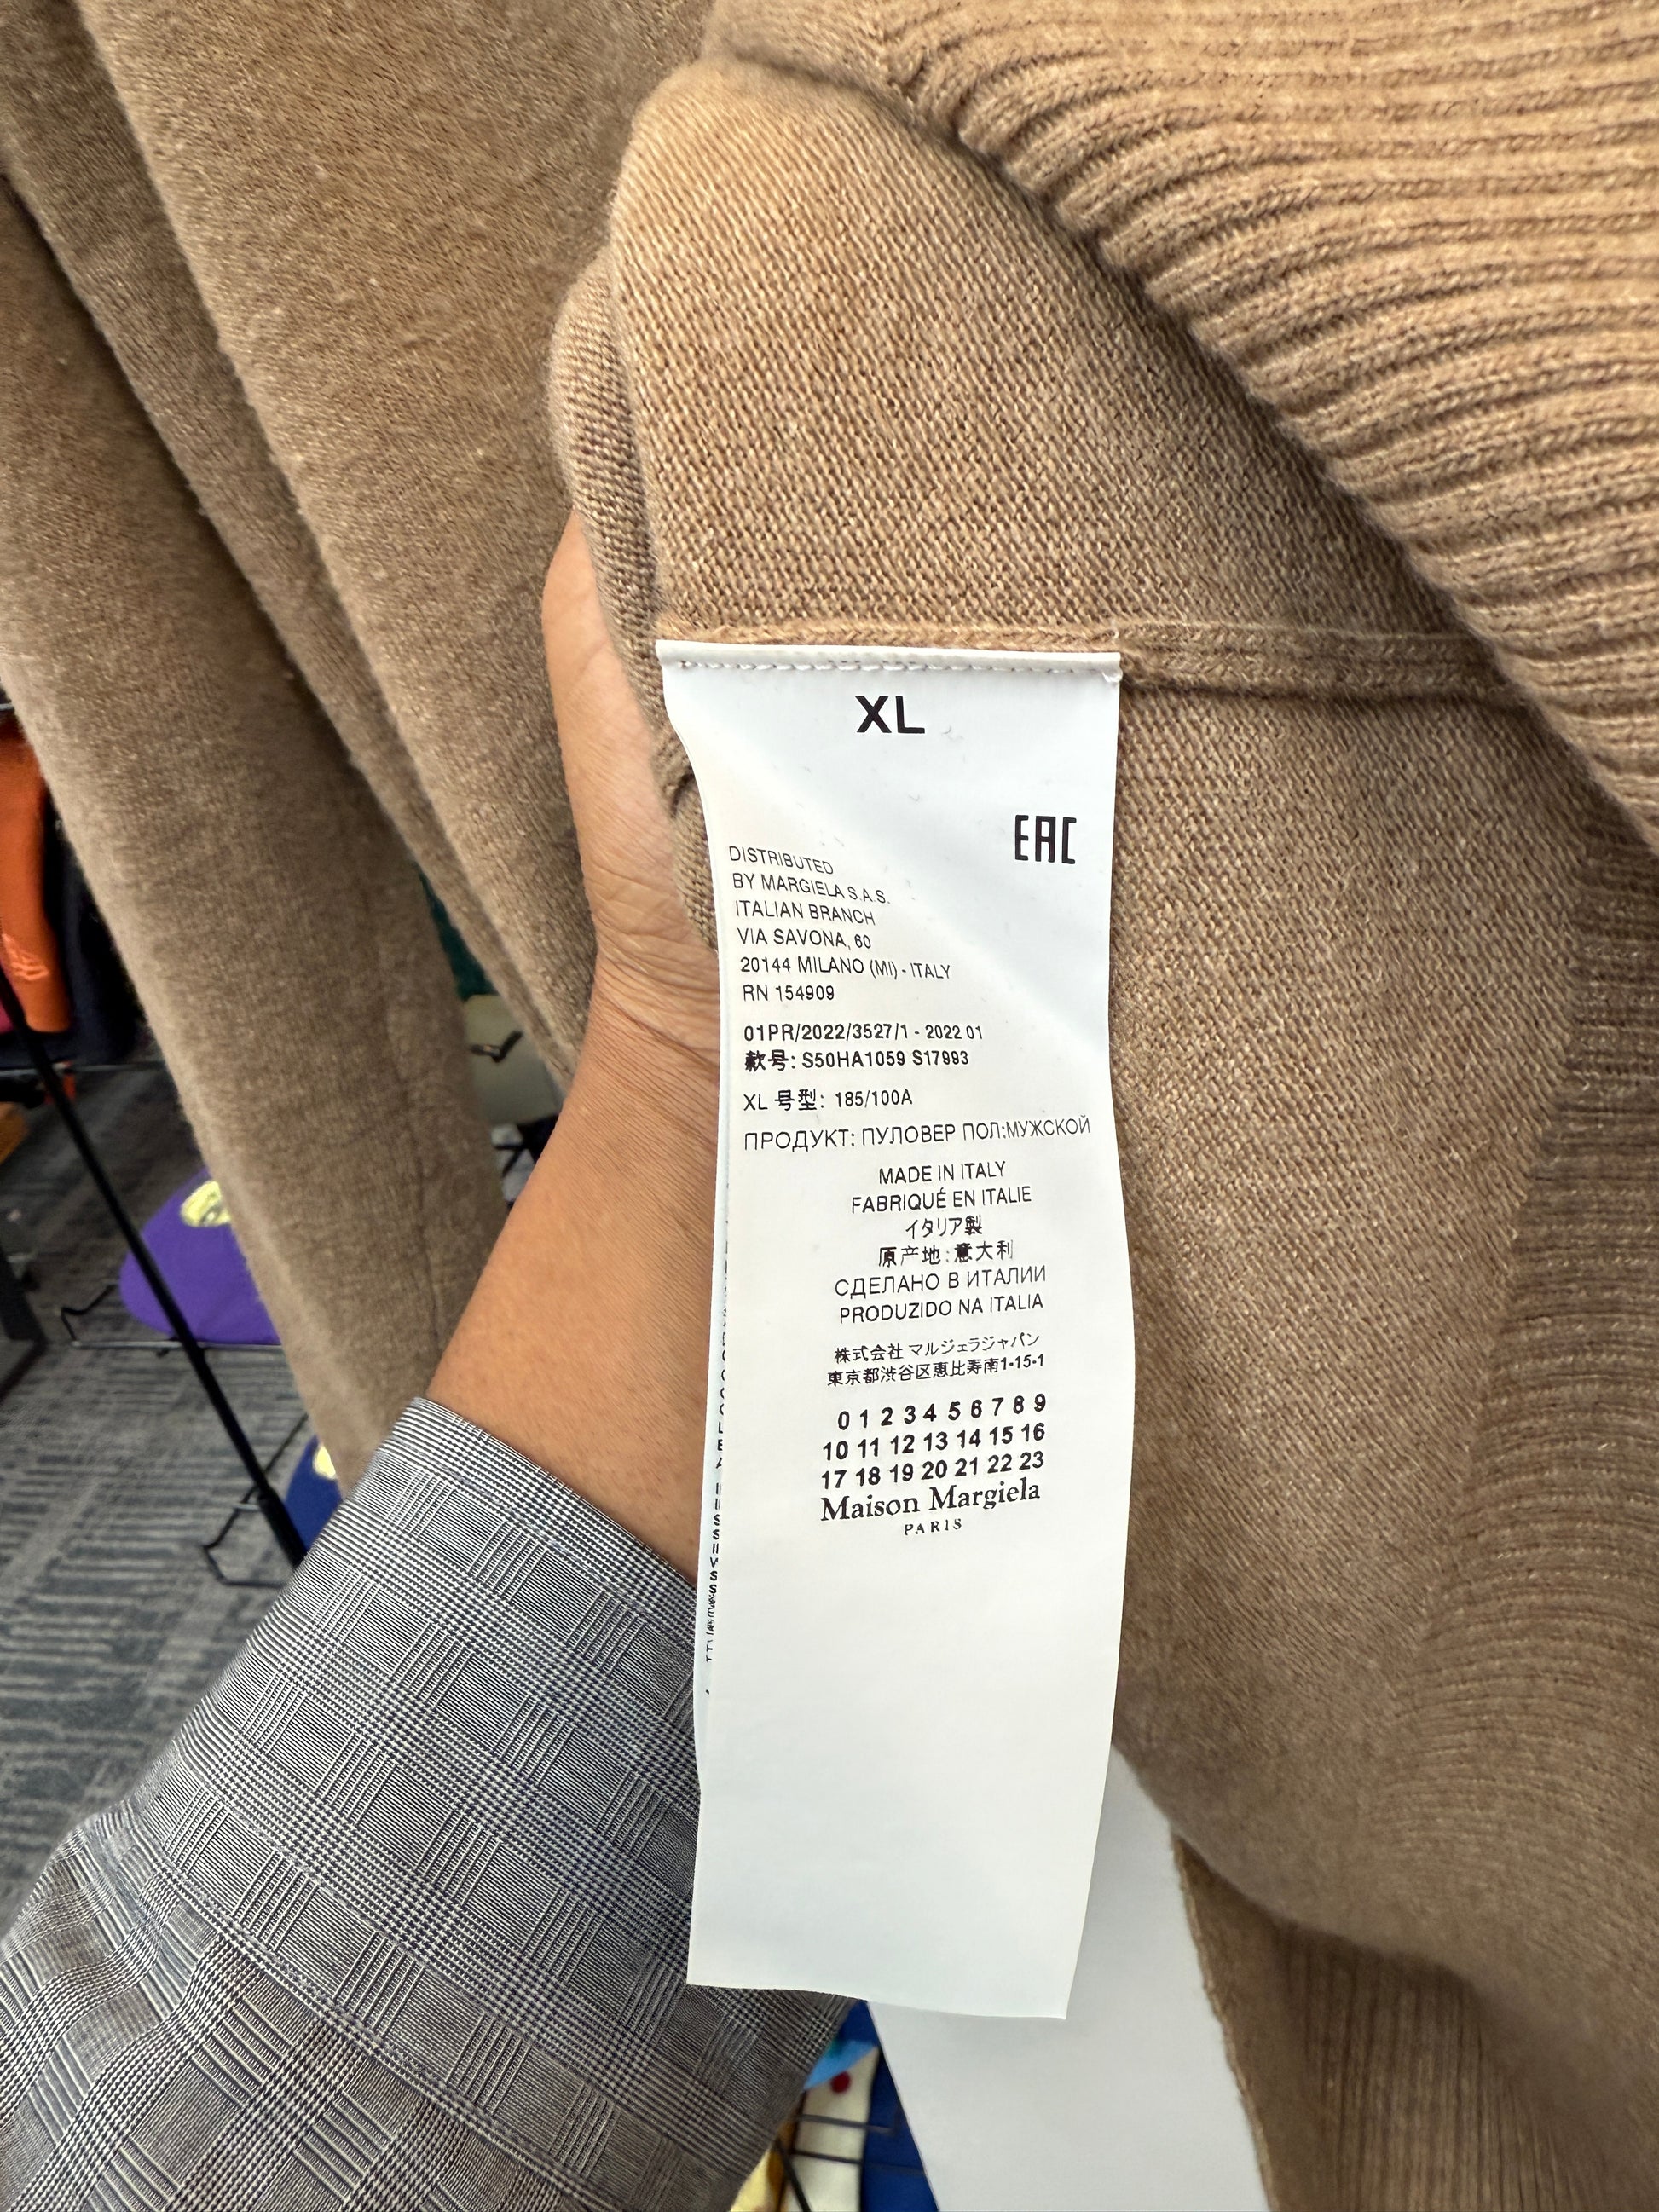 XL
EAC
DISTRIBUTED
BY MARGIELA S.A.S.
ITALIAN BRANCH
VIA SAVONA, 60
20144 MILANO (MI) - ITALY
RN 154909
01PR/2022/3527/1 - 2022 01
款号: S50HA1059 S17993
XL 号型: 185/100A
ПРОДУКТ: ПУЛОВЕР ПОЛ:МУЖСКОЙ
MADE IN ITALY
FABRIQUÉ EN ITALIE
イタリア製
原产地:意大利
СДЕЛАНО В ИТАЛИИ
PRODUZIDO NA ITALIA
株式会社 マルジェラジャパン
東京都渋谷区恵比寿南1-15-1
0 1 2 3 4 5 6 7 8 9
10 11 12 13 14 15 16
17 18 19 20 21 22 23
Maison Margiela
PARIS